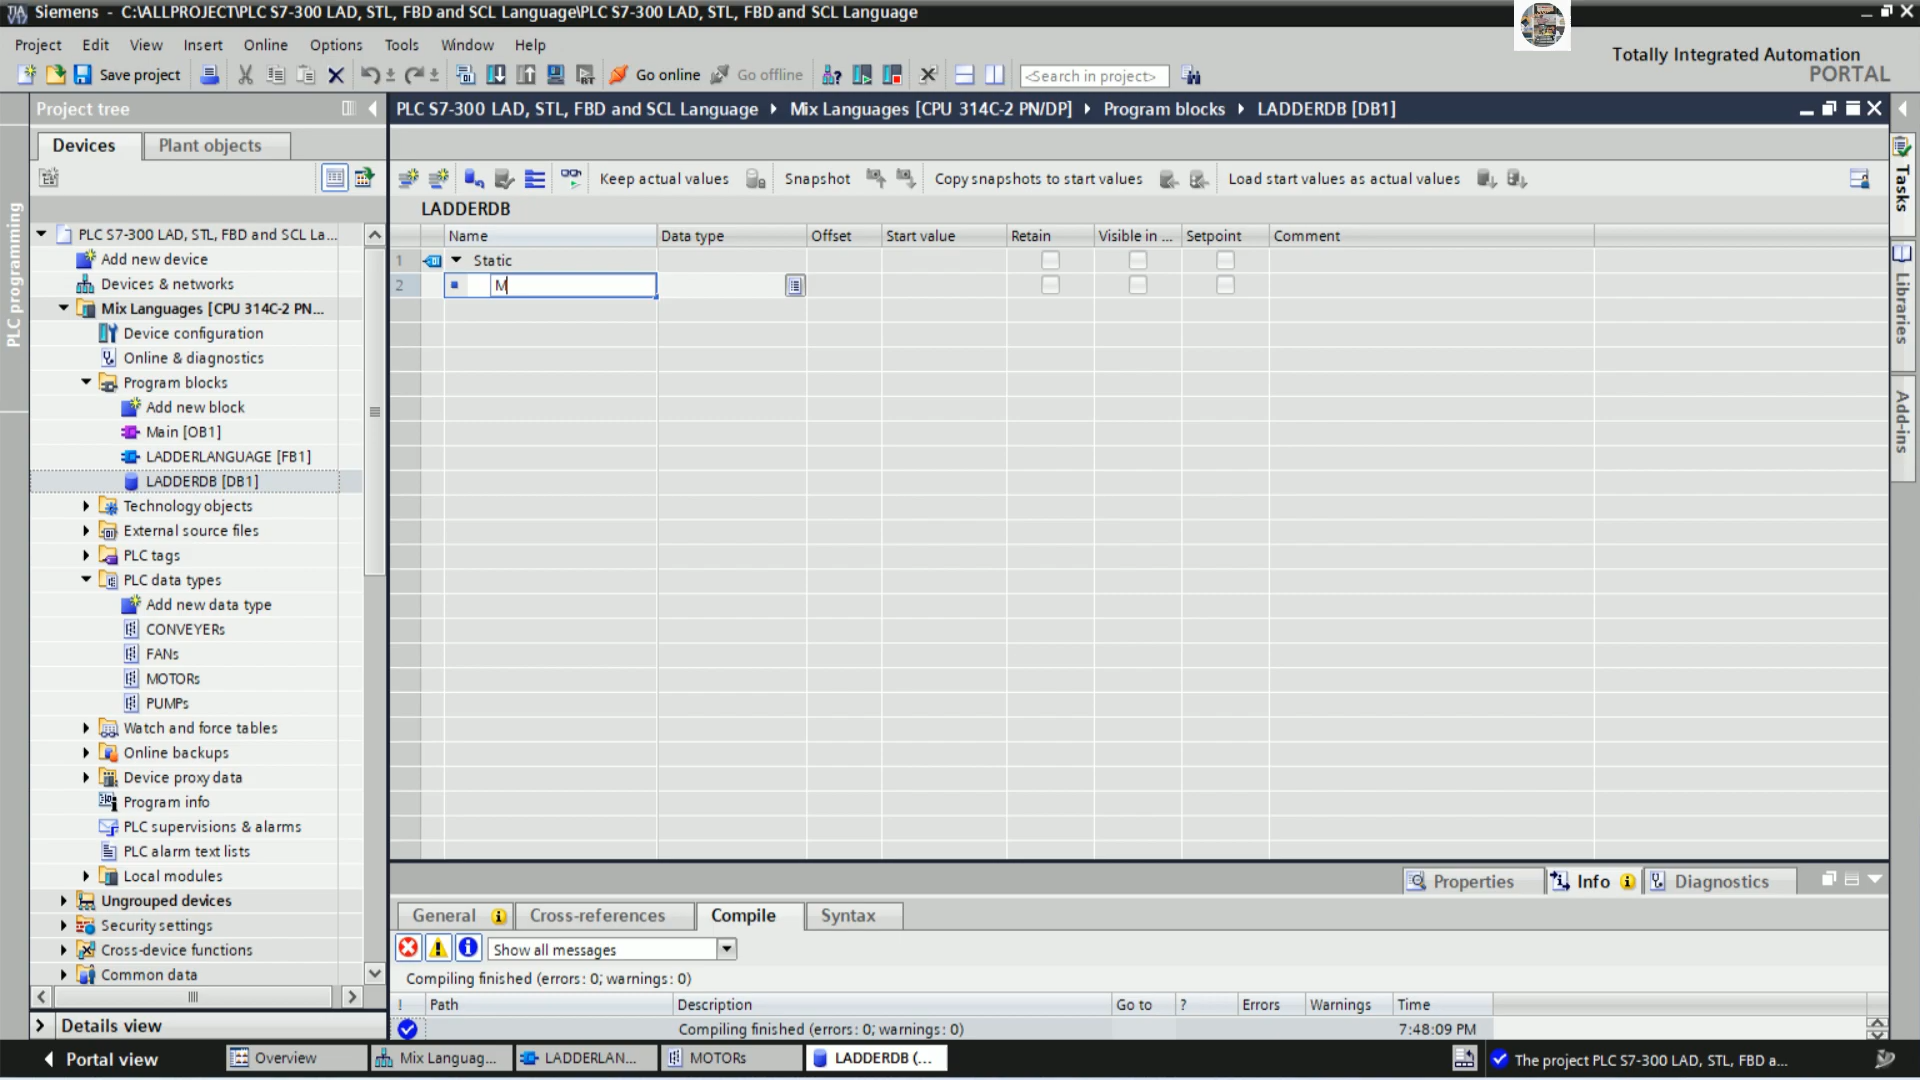 Siemens - C:\ALLPROJECT\PLC S7-300 LAD, STL, FBD and SCL Language\PLC S7-300 LAD, STL, FBD and SCL Language
Project Edit View Insert Online Options Tools Window Help
Totally Integrated Automation
PORTAL
Save project Go online Go offline <Search in project>
Project tree
PLC S7-300 LAD, STL, FBD and SCL Language Mix Languages [CPU 314C-2 PN/DP] Program blocks LADDERDB [DB1]
Devices Plant objects
Keep actual values Snapshot Copy snapshots to start values Load start values as actual values
LADDERDB
Name Data type Offset Start value Retain Visible in ... Setpoint Comment
1 Static
2 M
PLC programming
PLC S7-300 LAD, STL, FBD and SCL La...
Add new device
Devices & networks
Mix Languages [CPU 314C-2 PN...
Device configuration
Online & diagnostics
Program blocks
Add new block
Main [OB1]
LADDERLANGUAGE [FB1]
LADDERDB [DB1]
Technology objects
External source files
PLC tags
PLC data types
Add new data type
CONVEYERs
FANs
MOTORs
PUMPs
Watch and force tables
Online backups
Device proxy data
Program info
PLC supervisions & alarms
PLC alarm text lists
Local modules
Ungrouped devices
Security settings
Cross-device functions
Common data
Details view
Tasks
Libraries
Add-ins
Properties Info Diagnostics
General Cross-references Compile Syntax
Show all messages
Compiling finished (errors: 0; warnings: 0)
! Path Description Go to ? Errors Warnings Time
Compiling finished (errors: 0; warnings: 0) 7:48:09 PM
Portal view Overview Mix Languag... LADDERLAN... MOTORs LADDERDB (... The project PLC S7-300 LAD, STL, FBD a...